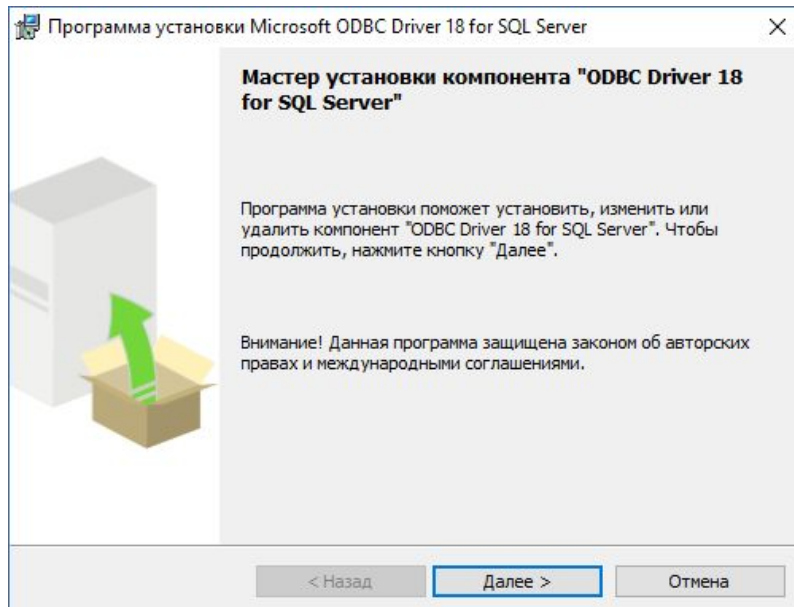 Программа установки Microsoft ODBC Driver 18 for SQL Server
Мастер установки компонента "ODBC Driver 18
for SQL Server"
Программа установки поможет установить, изменить или
удалить компонент "ODBC Driver 18 for SQL Server". Чтобы
продолжить, нажмите кнопку "Далее".
Внимание! Данная программа защищена законом об авторских
правах и международными соглашениями.
< Назад
Далее >
Отмена